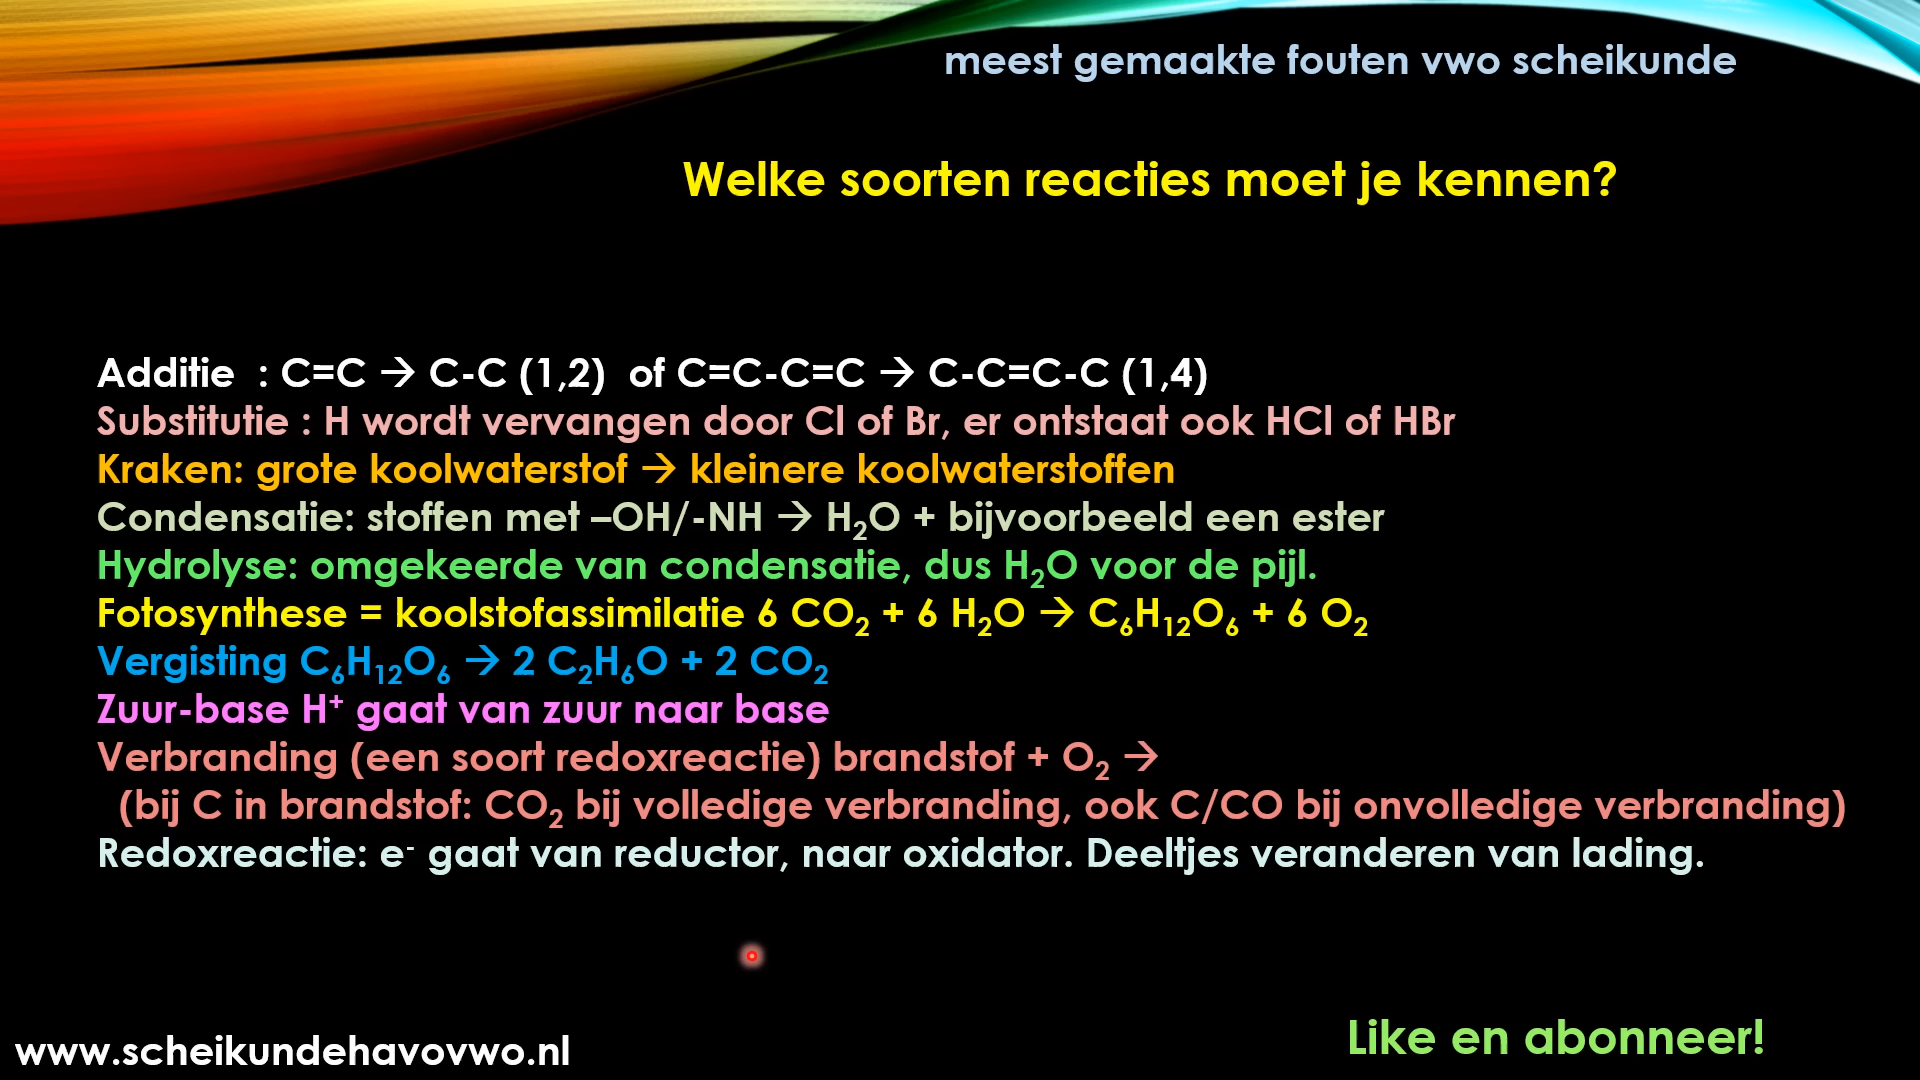 meest gemaakte fouten vwo scheikunde
Welke soorten reacties moet je kennen?
Additie : C=C → C-C (1,2) of C=C-C=C → C-C=C-C (1,4)
Substitutie : H wordt vervangen door Cl of Br, er ontstaat ook HCl of HBr
Kraken: grote koolwaterstof → kleinere koolwaterstoffen
Condensatie: stoffen met –OH/-NH → H₂O + bijvoorbeeld een ester
Hydrolyse: omgekeerde van condensatie, dus H₂O voor de pijl.
Fotosynthese = koolstofassimilatie 6 CO₂ + 6 H₂O → C₆H₁₂O₆ + 6 O₂
Vergisting C₆H₁₂O₆ → 2 C₂H₆O + 2 CO₂
Zuur-base H⁺ gaat van zuur naar base
Verbranding (een soort redoxreactie) brandstof + O₂ →
(bij C in brandstof: CO₂ bij volledige verbranding, ook C/CO bij onvolledige verbranding)
Redoxreactie: e⁻ gaat van reductor, naar oxidator. Deeltjes veranderen van lading.
www.scheikundehavovwo.nl
Like en abonneer!